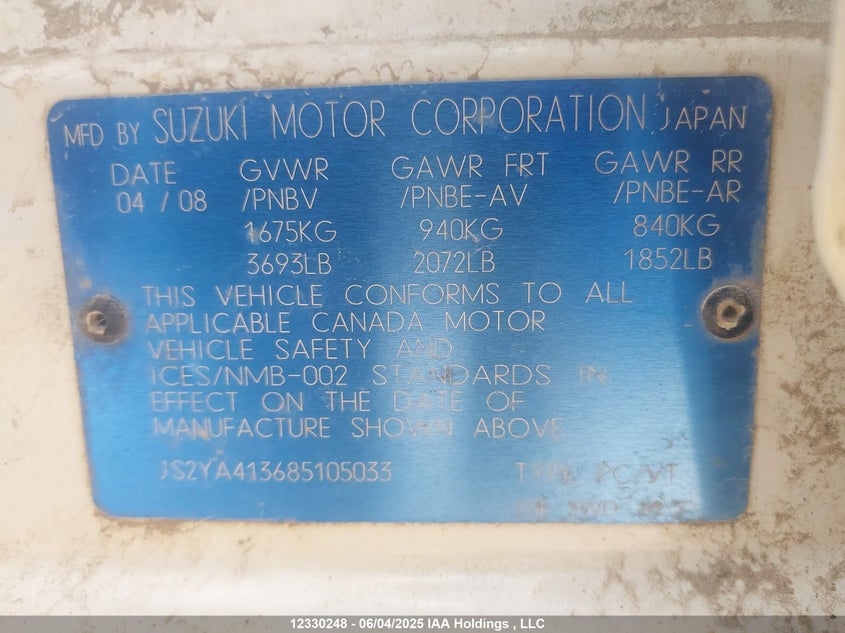 MFD BY SUZUKI MOTOR CORPORATION JAPAN
DATE GVWR GAWR FRT GAWR RR
04 / 08 /PNBV /PNBE-AV /PNBE-AR
1675KG 940KG 840KG
3693LB 2072LB 1852LB
THIS VEHICLE CONFORMS TO ALL
APPLICABLE CANADA MOTOR
VEHICLE SAFETY AND
ICES/NMB-002 STANDARDS IN
EFFECT ON THE DATE OF
MANUFACTURE SHOWN ABOVE
JS2YA413685105033 TYPE PC/VT
12330248 - 06/04/2025 IAA Holdings , LLC